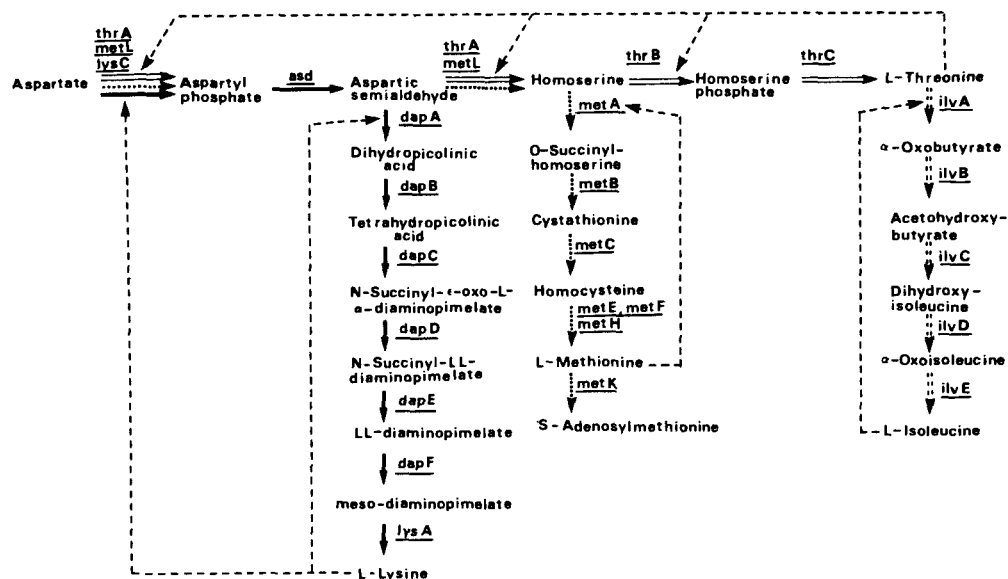 thrA
metL
lysC
Aspartate
Aspartyl
phosphate
asd
Aspartic
semialdehyde
thrA
metL
Homoserine
thrB
Homoserine
phosphate
thrC
L-Threonine
dapA
Dihydropicolinic
acid
dapB
Tetrahydropicolinic
acid
dapC
N-Succinyl-ε-oxo-L-
α-diaminopimelate
dapD
N-Succinyl-LL-
diaminopimelate
dapE
LL-diaminopimelate
dapF
meso-diaminopimelate
lysA
L-Lysine
metA
O-Succinyl-
homoserine
metB
Cystathionine
metC
Homocysteine
metE, metF
metH
L-Methionine
metK
S-Adenosylmethionine
ilvA
α-Oxobutyrate
ilvB
Acetohydroxy-
butyrate
ilvC
Dihydroxy-
isoleucine
ilvD
α-Oxoisoleucine
ilvE
L-Isoleucine